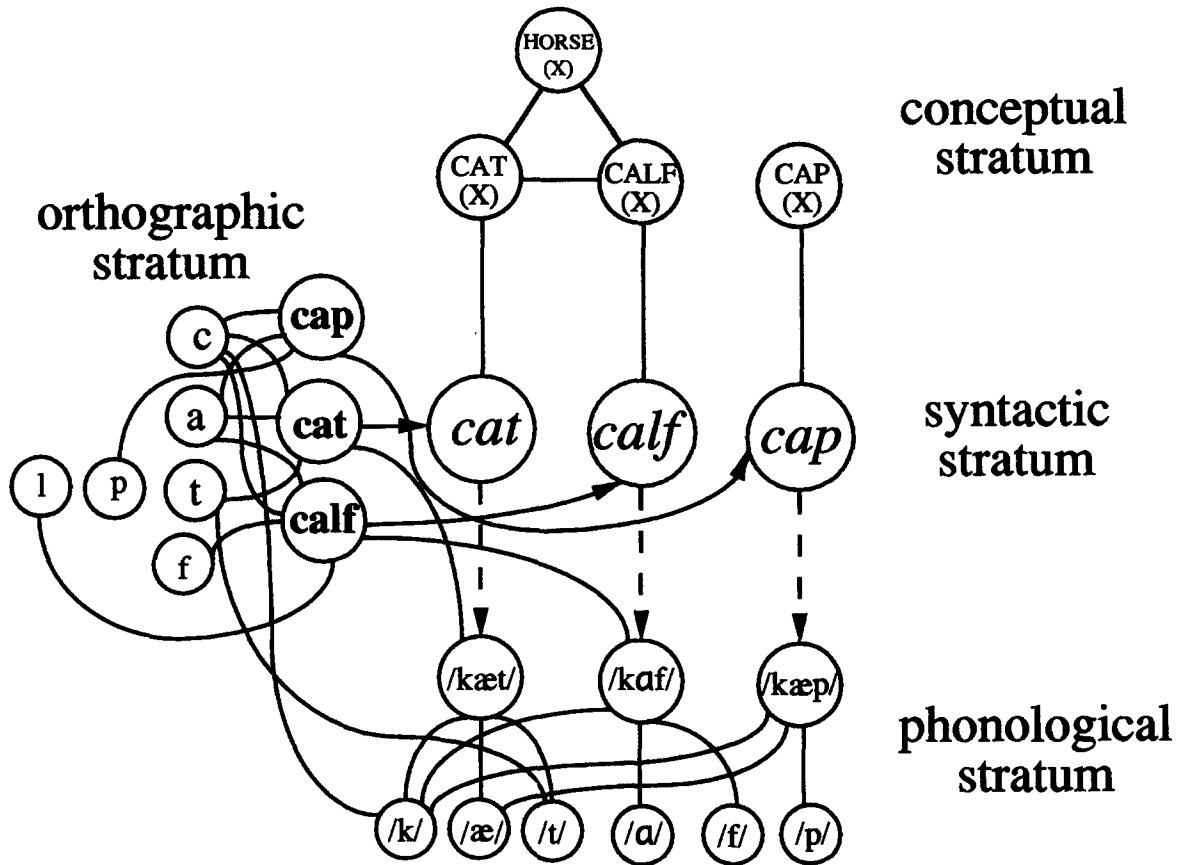 HORSE
(X)
conceptual
stratum
CAT
(X)
CALF
(X)
CAP
(X)
orthographic
stratum
cap
c
cat
a
l
p
t
calf
f
cat
calf
cap
syntactic
stratum
/kæt/
/kɑf/
/kæp/
phonological
stratum
/k/
/æ/
/t/
/ɑ/
/f/
/p/